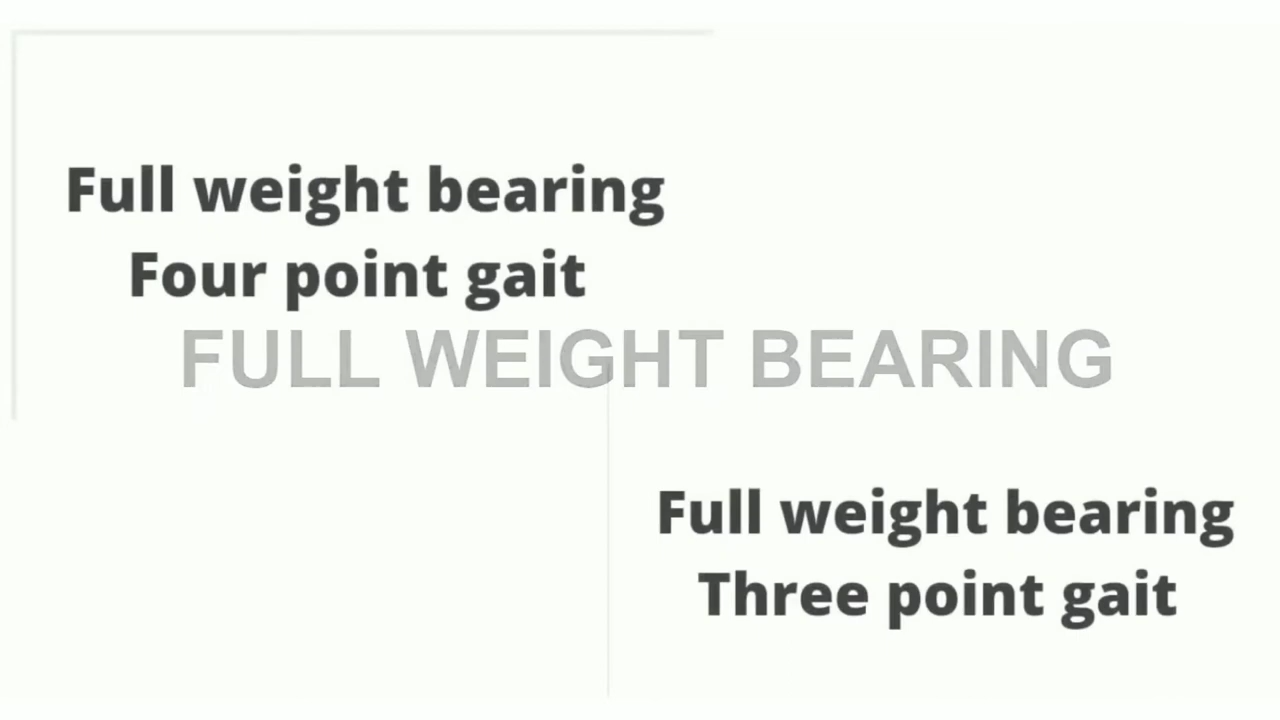 Full weight bearing
Four point gait
FULL WEIGHT BEARING
Full weight bearing
Three point gait